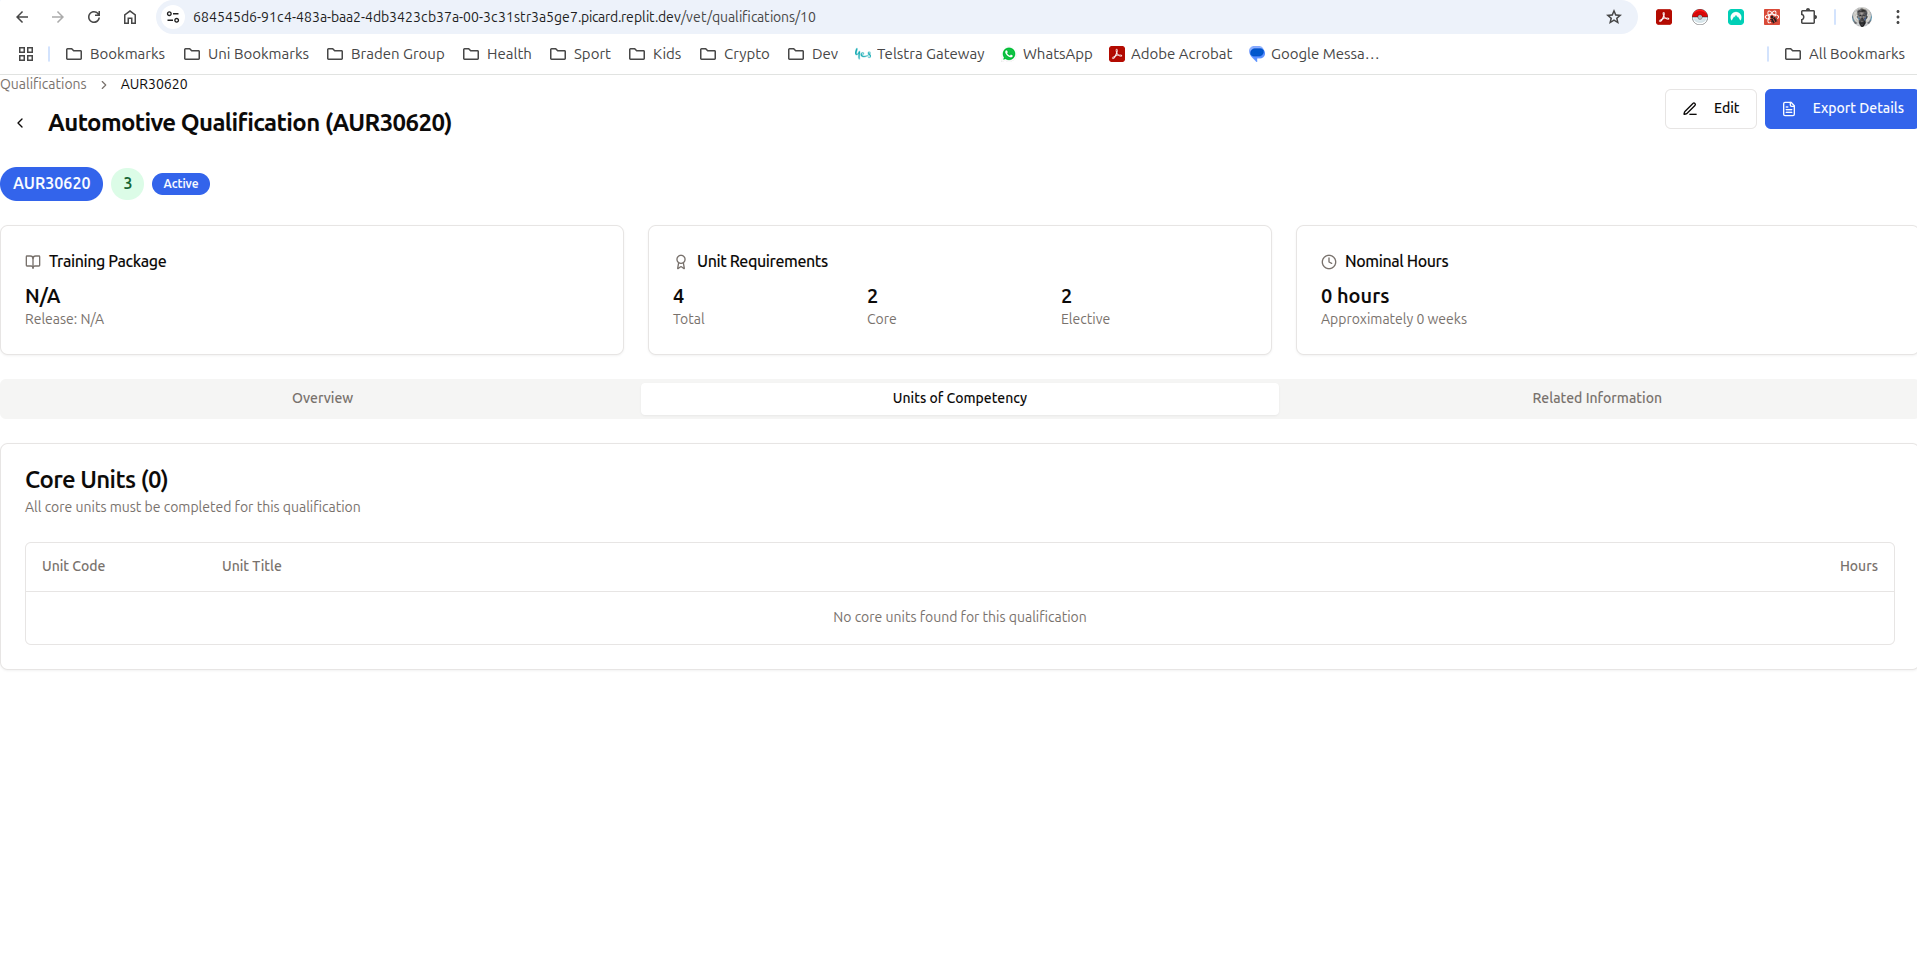 684545d6-91c4-483a-baa2-4db3423cb37a-00-3c31str3a5ge7.picard.replit.dev/vet/qualifications/10
Bookmarks Uni Bookmarks Braden Group Health Sport Kids Crypto Dev Telstra Gateway WhatsApp Adobe Acrobat Google Messa... All Bookmarks
Qualifications > AUR30620
Edit Export Details
Automotive Qualification (AUR30620)
AUR30620 3 Active
Training Package
N/A
Release: N/A
Unit Requirements
4 2 2
Total Core Elective
Nominal Hours
0 hours
Approximately 0 weeks
Overview Units of Competency Related Information
Core Units (0)
All core units must be completed for this qualification
Unit Code Unit Title Hours
No core units found for this qualification